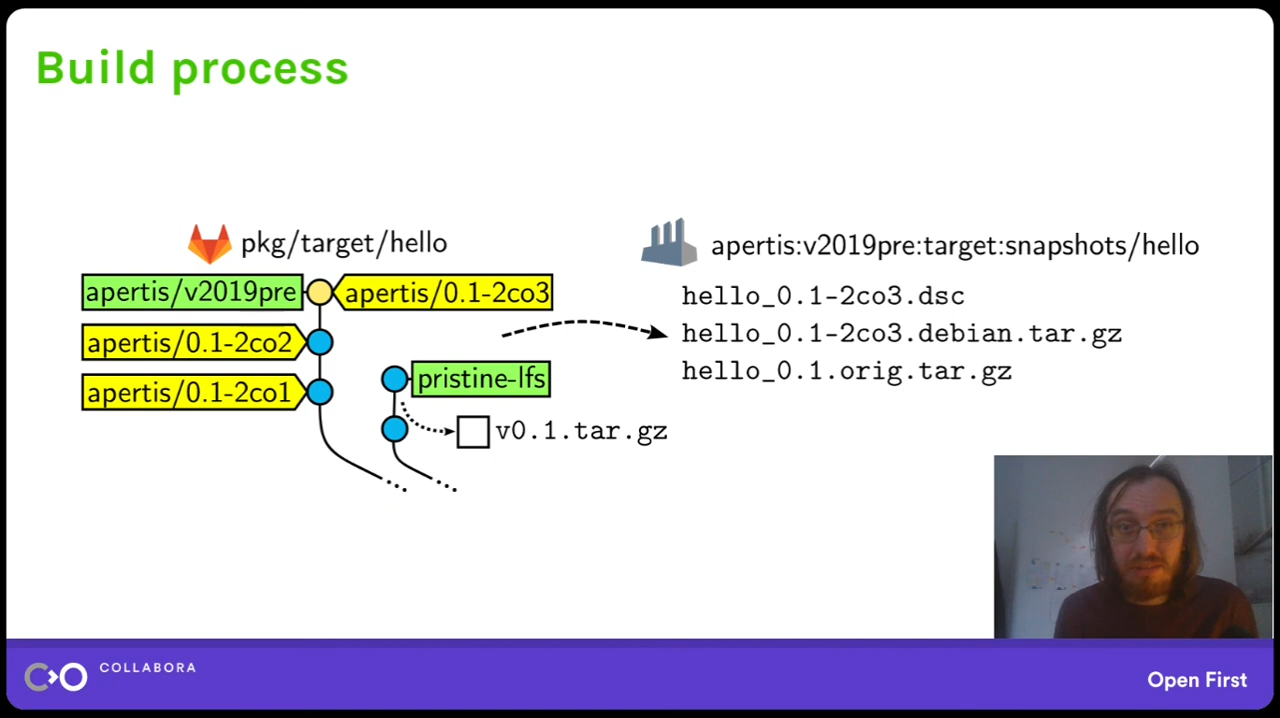 Build process
pkg/target/hello
apertis/v2019pre
apertis/0.1-2co3
apertis/0.1-2co2
apertis/0.1-2co1
pristine-lfs
v0.1.tar.gz
apertis:v2019pre:target:snapshots/hello
hello_0.1-2co3.dsc
hello_0.1-2co3.debian.tar.gz
hello_0.1.orig.tar.gz
COLLABORA
Open First